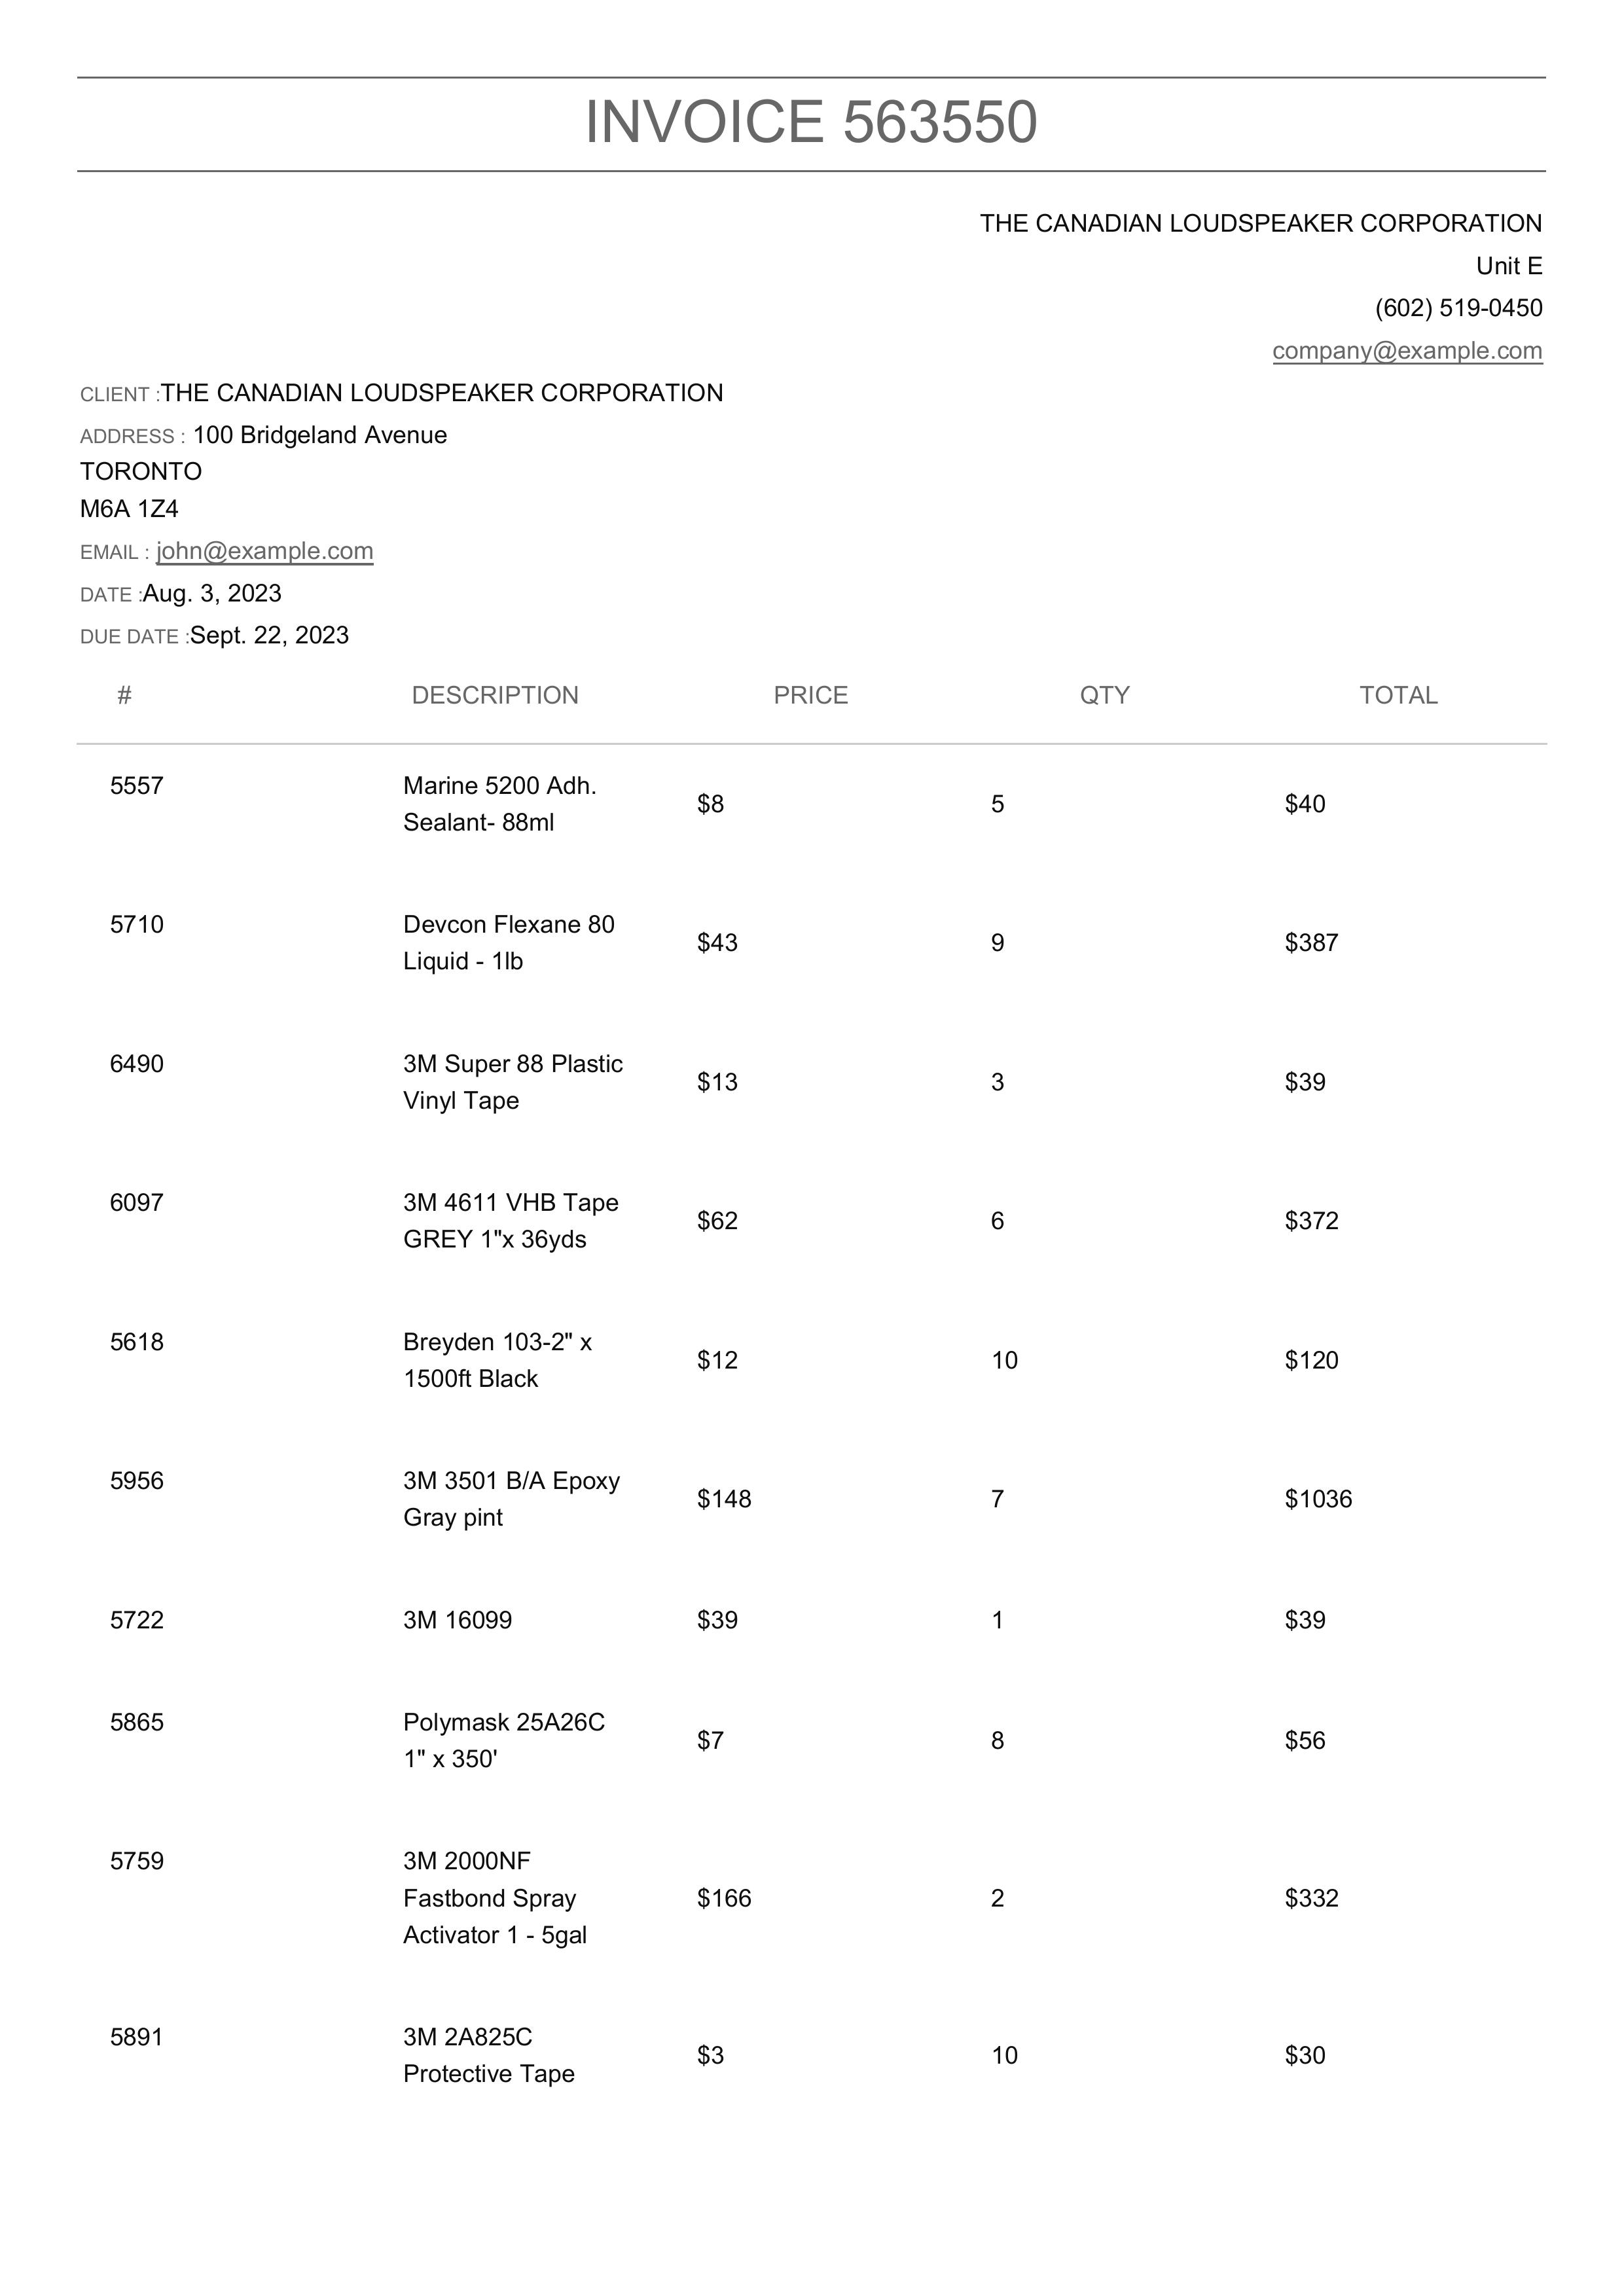 INVOICE 563550
THE CANADIAN LOUDSPEAKER CORPORATION
Unit E
(602) 519-0450
company@example.com
CLIENT :THE CANADIAN LOUDSPEAKER CORPORATION
ADDRESS : 100 Bridgeland Avenue
TORONTO
M6A 1Z4
EMAIL : john@example.com
DATE :Aug. 3, 2023
DUE DATE :Sept. 22, 2023
# DESCRIPTION PRICE QTY TOTAL
5557 Marine 5200 Adh.
Sealant- 88ml
$8 5 $40
5710 Devcon Flexane 80
Liquid - 1lb
$43 9 $387
6490 3M Super 88 Plastic
Vinyl Tape
$13 3 $39
6097 3M 4611 VHB Tape
GREY 1"x 36yds
$62 6 $372
5618 Breyden 103-2" x
1500ft Black
$12 10 $120
5956 3M 3501 B/A Epoxy
Gray pint
$148 7 $1036
5722 3M 16099 $39 1 $39
5865 Polymask 25A26C
1" x 350'
$7 8 $56
5759 3M 2000NF
Fastbond Spray
Activator 1 - 5gal
$166 2 $332
5891 3M 2A825C
Protective Tape
$3 10 $30